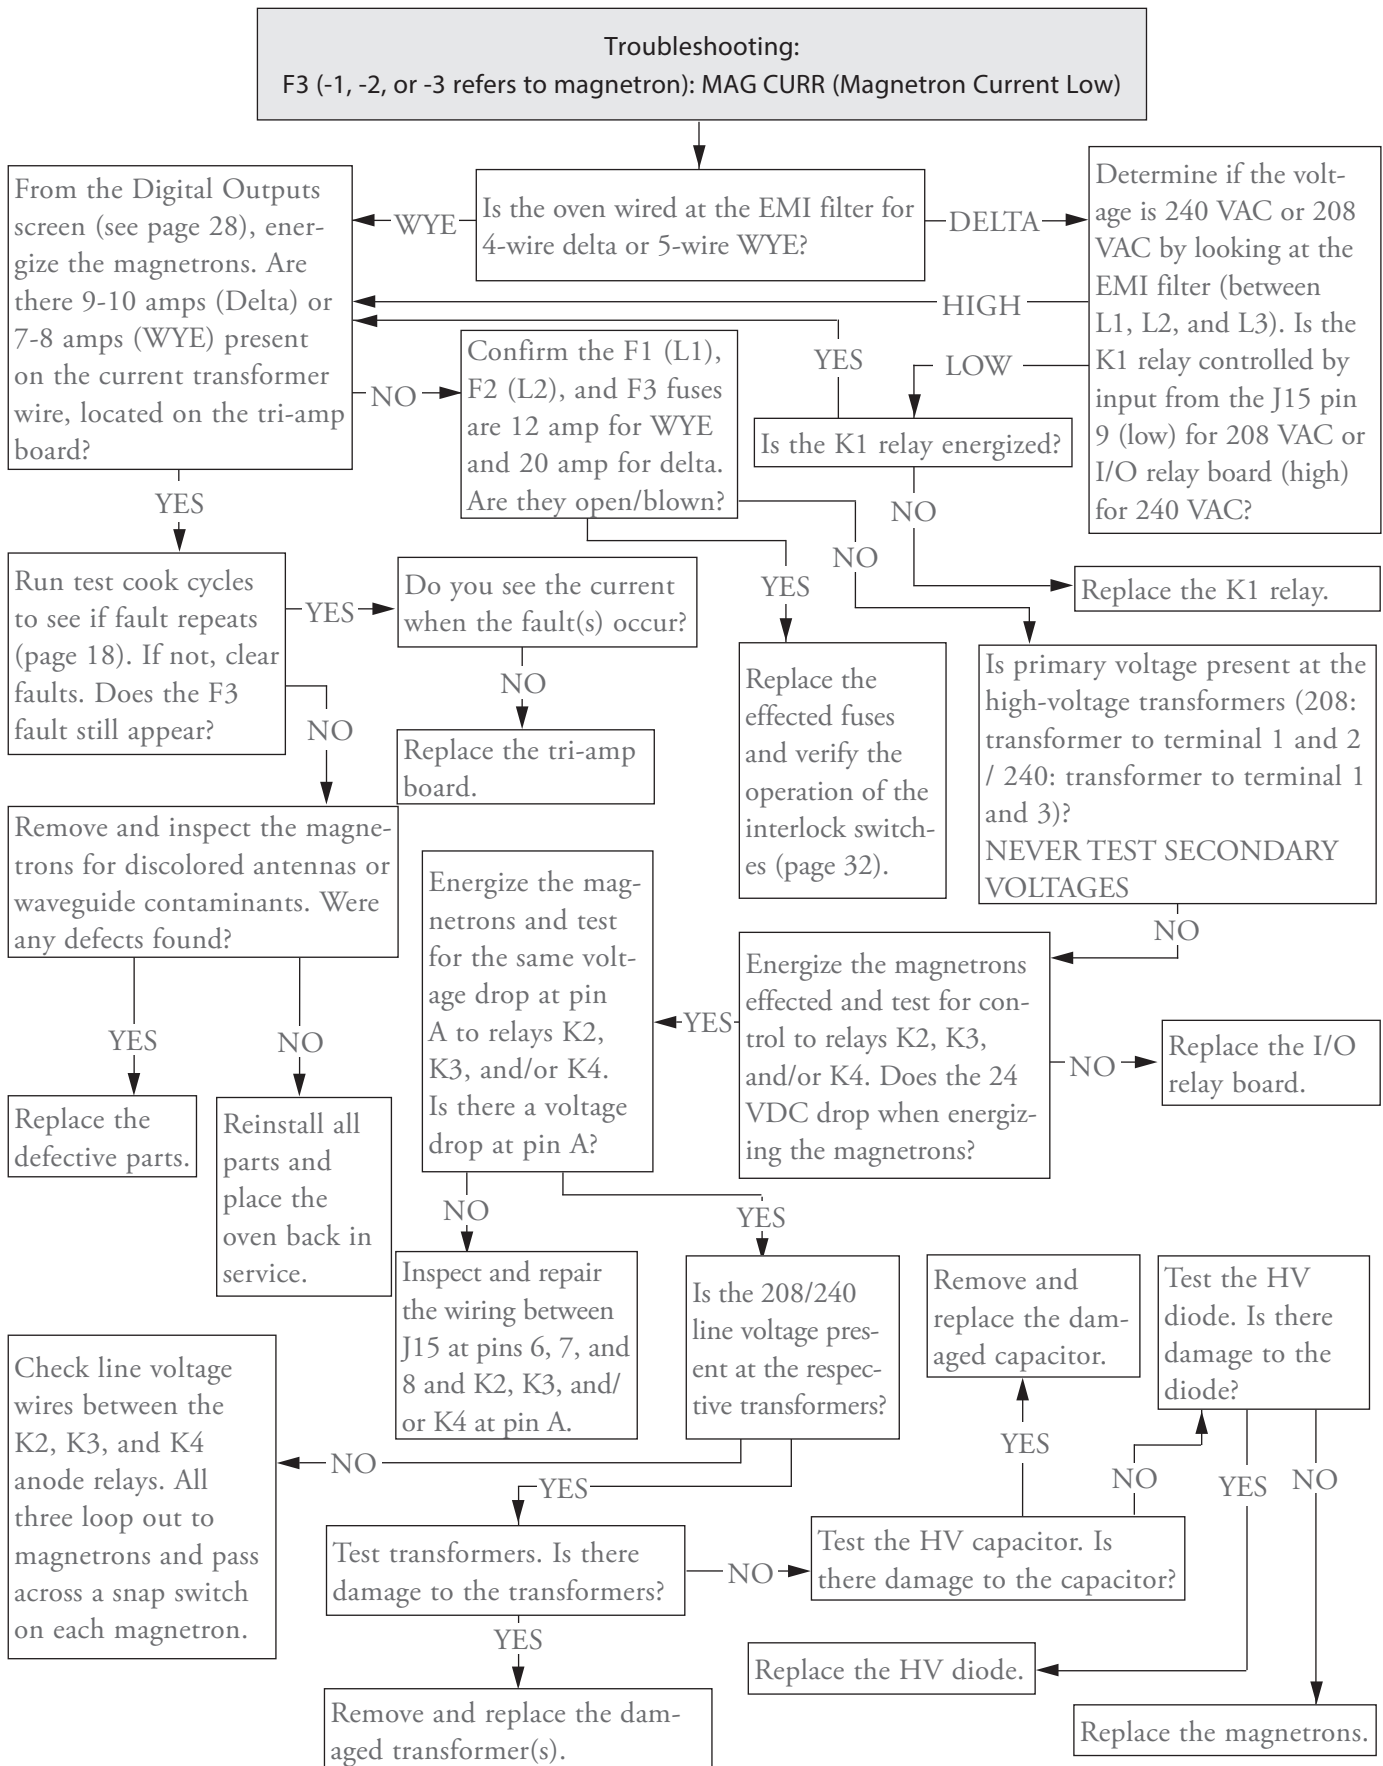 Troubleshooting:
F3 (-1, -2, or -3 refers to magnetron): MAG CURR (Magnetron Current Low)
Is the oven wired at the EMI filter for
4-wire delta or 5-wire WYE?
WYE
DELTA
From the Digital Outputs
screen (see page 28), ener-
gize the magnetrons. Are
there 9-10 amps (Delta) or
7-8 amps (WYE) present
on the current transformer
wire, located on the tri-amp
board?
Determine if the volt-
age is 240 VAC or 208
VAC by looking at the
EMI filter (between
L1, L2, and L3). Is the
K1 relay controlled by
input from the J15 pin
9 (low) for 208 VAC or
I/O relay board (high)
for 240 VAC?
HIGH
LOW
YES
Is the K1 relay energized?
NO
Replace the K1 relay.
NO
Confirm the F1 (L1),
F2 (L2), and F3 fuses
are 12 amp for WYE
and 20 amp for delta.
Are they open/blown?
YES
NO
YES
Run test cook cycles
to see if fault repeats
(page 18). If not, clear
faults. Does the F3
fault still appear?
YES
Do you see the current
when the fault(s) occur?
NO
Replace the tri-amp
board.
NO
Replace the
effected fuses
and verify the
operation of the
interlock switch-
es (page 32).
Is primary voltage present at the
high-voltage transformers (208:
transformer to terminal 1 and 2
/ 240: transformer to terminal 1
and 3)?
NEVER TEST SECONDARY
VOLTAGES
NO
Remove and inspect the magne-
trons for discolored antennas or
waveguide contaminants. Were
any defects found?
YES
NO
Replace the
defective parts.
Reinstall all
parts and
place the
oven back in
service.
Energize the magnetrons
effected and test for con-
trol to relays K2, K3,
and/or K4. Does the 24
VDC drop when energiz-
ing the magnetrons?
YES
NO
Replace the I/O
relay board.
Energize the mag-
netrons and test
for the same volt-
age drop at pin
A to relays K2,
K3, and/or K4.
Is there a voltage
drop at pin A?
NO
YES
Inspect and repair
the wiring between
J15 at pins 6, 7, and
8 and K2, K3, and/
or K4 at pin A.
Is the 208/240
line voltage pres-
ent at the respec-
tive transformers?
NO
YES
Check line voltage
wires between the
K2, K3, and K4
anode relays. All
three loop out to
magnetrons and pass
across a snap switch
on each magnetron.
Test transformers. Is there
damage to the transformers?
NO
YES
Remove and replace the dam-
aged transformer(s).
Test the HV capacitor. Is
there damage to the capacitor?
YES
NO
Remove and
replace the dam-
aged capacitor.
Test the HV
diode. Is there
damage to the
diode?
YES
NO
Replace the HV diode.
Replace the magnetrons.